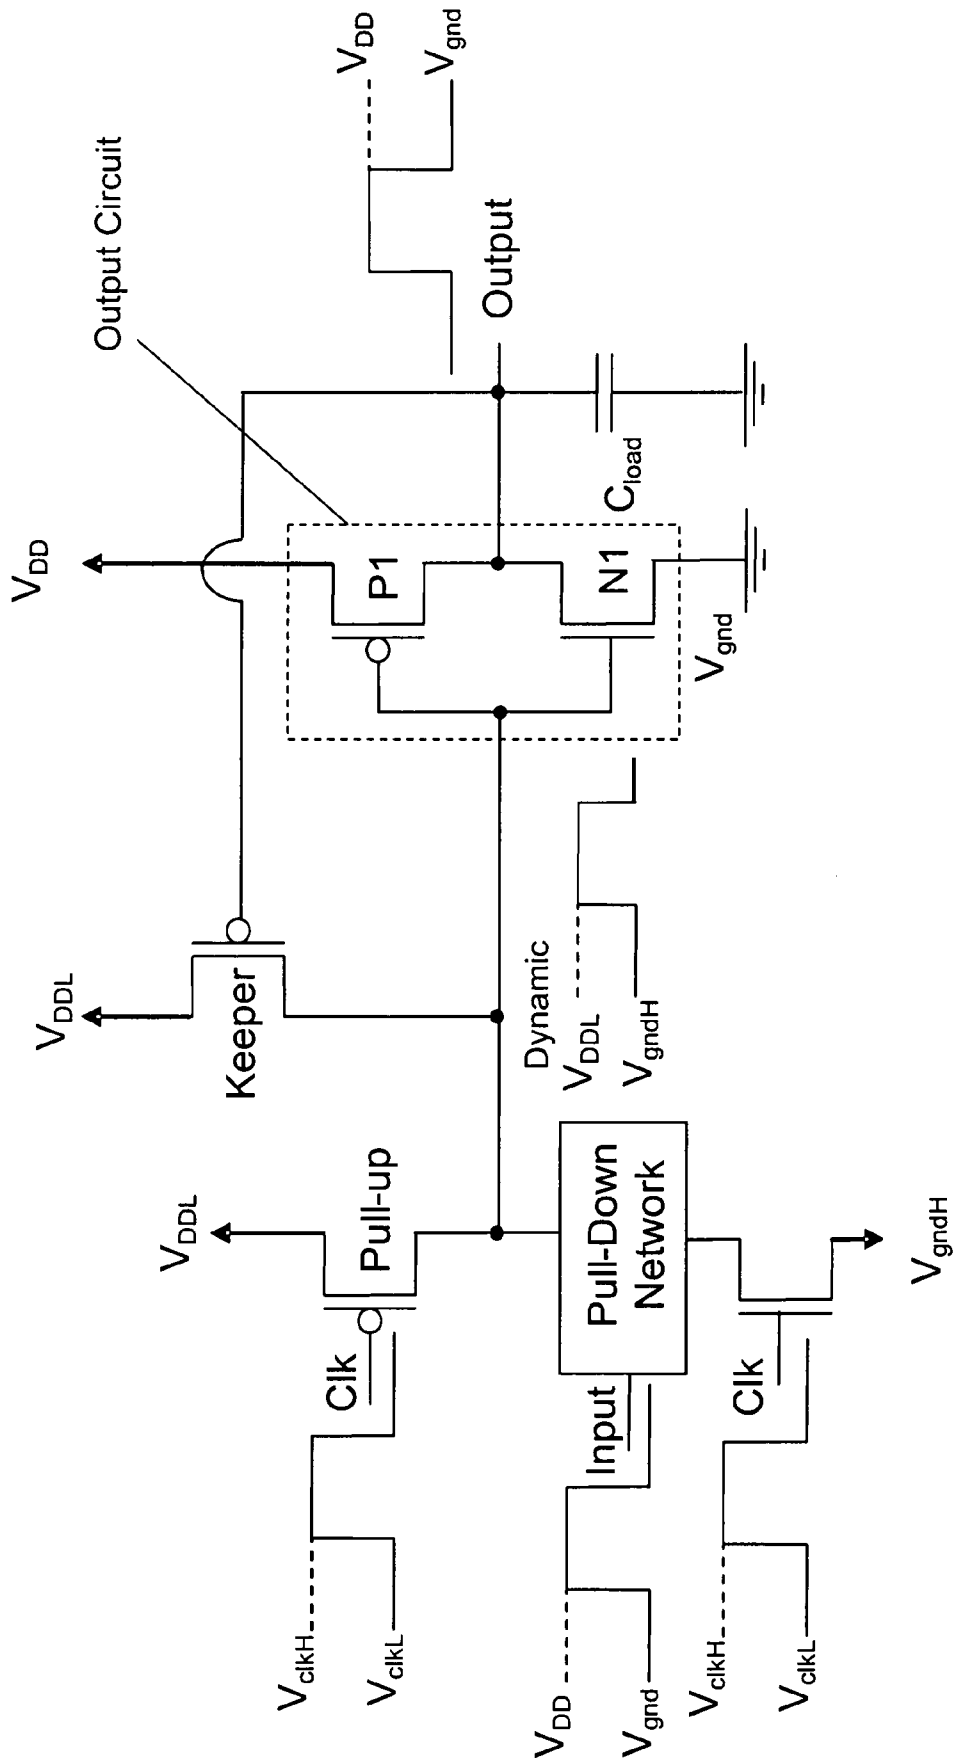 V_DD
V_DDL
V_DDL
Output Circuit
V_DD
V_gnd
Keeper
Pull-up
P1
Output
Clk
V_clkH
V_clkL
Dynamic
V_DDL
V_gndH
N1
C_load
V_gnd
Pull-Down
Network
Input
V_DD
V_gnd
Clk
V_clkH
V_clkL
V_gndH